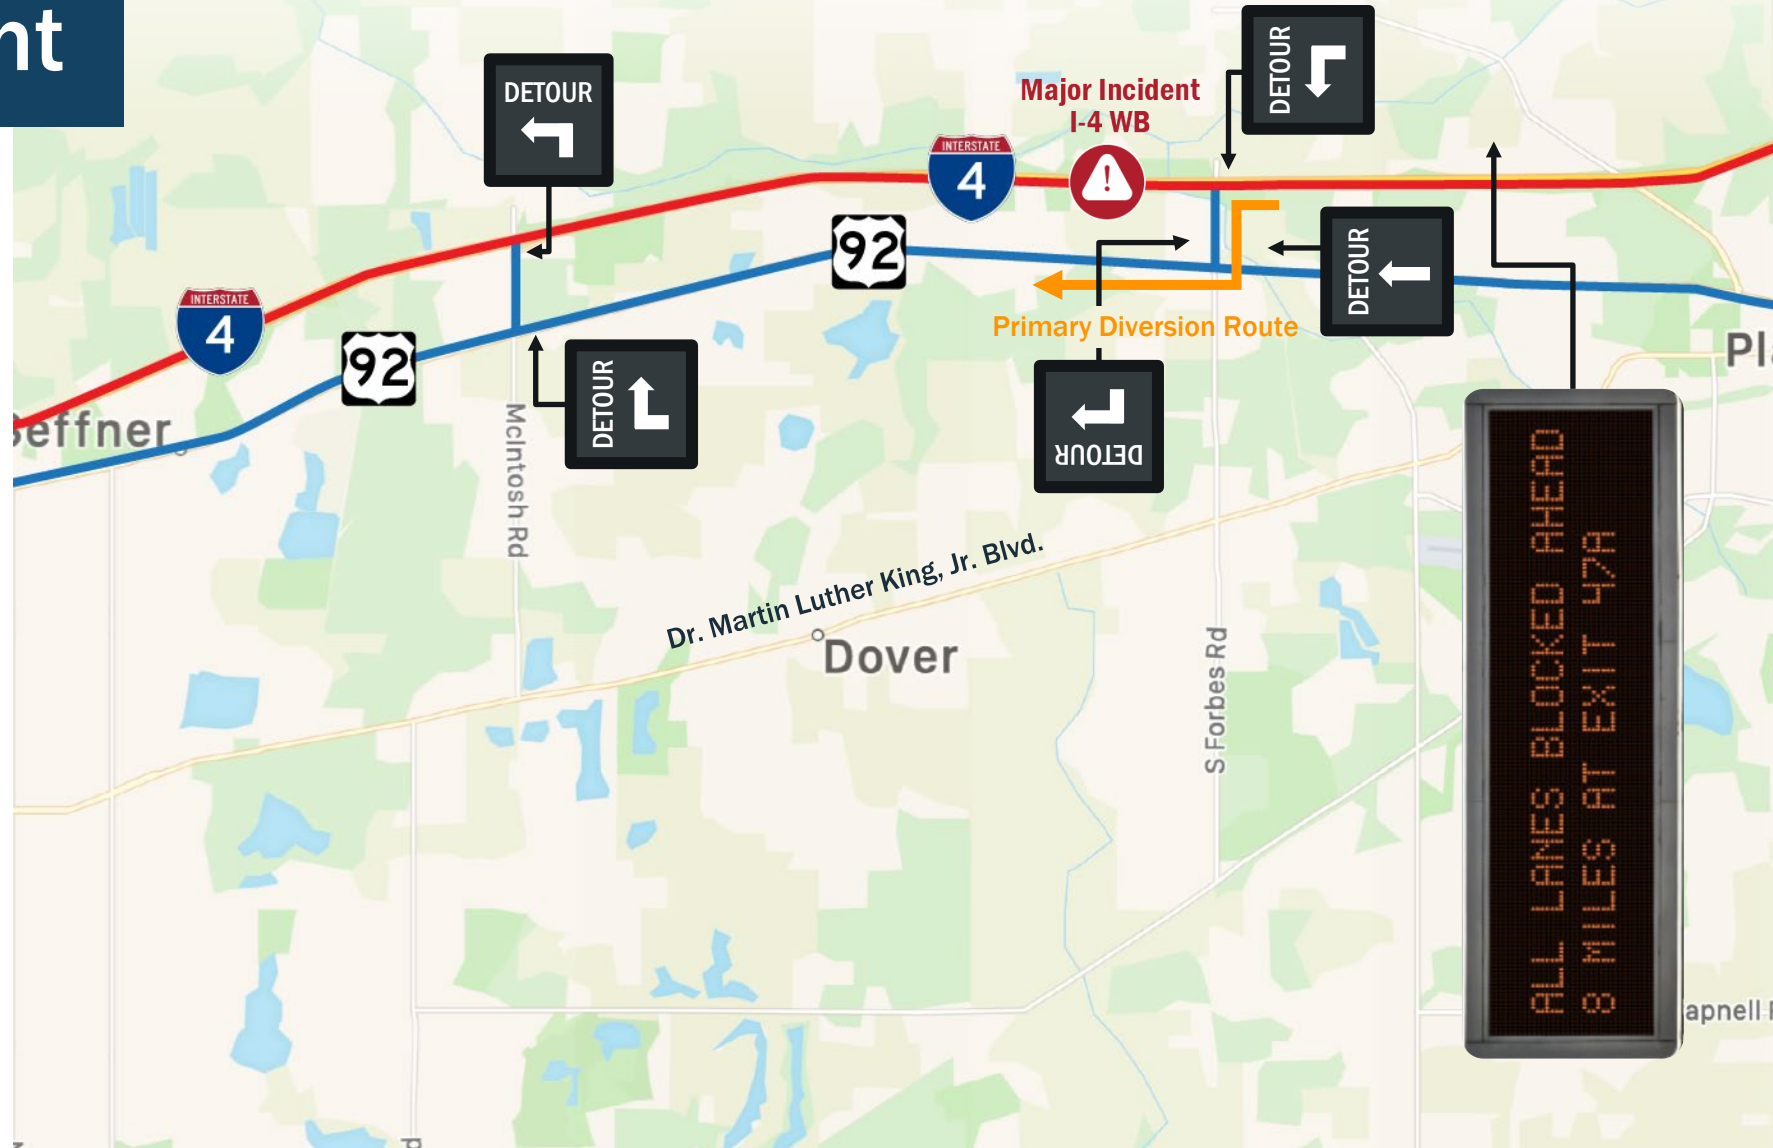 nt
DETOUR
DETOUR
Major Incident
I-4 WB
INTERSTATE
4
92
DETOUR
INTERSTATE
4
92
Primary Diversion Route
Pl
DETOUR
DETOUR
Seffner
McIntosh Rd
ALL LANES BLOCKED AHEAD
8 MILES AT EXIT 47A
Dr. Martin Luther King, Jr. Blvd.
Dover
S Forbes Rd
apnell